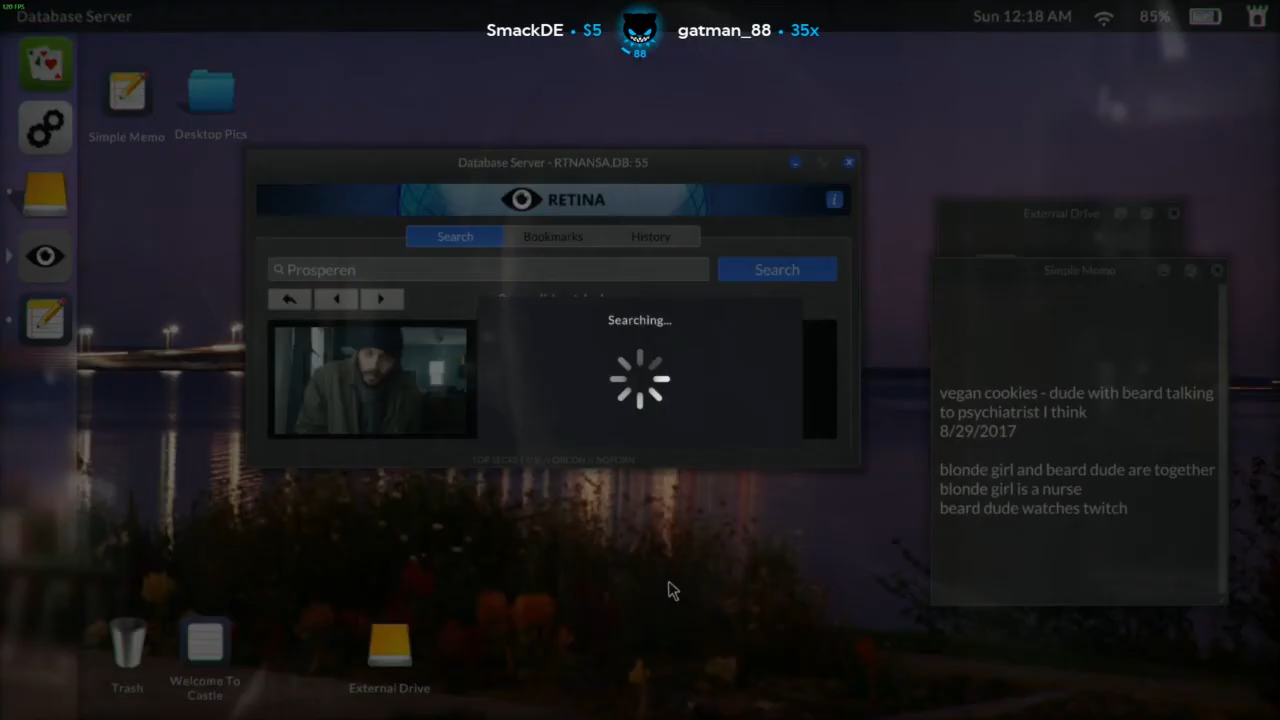 120 FPS
Database Server
SmackDE • $5
88
gatman_88 • 35x
Sun 12:18 AM
85%
Simple Memo
Desktop Pics
Database Server - RTNANSA,DB: 55
RETINA
i
Search
Bookmarks
History
Prosperen
Search
Searching...
External Drive
Simple Memo
vegan cookies - dude with beard talking
to psychiatrist I think
8/29/2017
blonde girl and beard dude are together
blonde girl is a nurse
beard dude watches twitch
Trash
Welcome To
Castle
External Drive